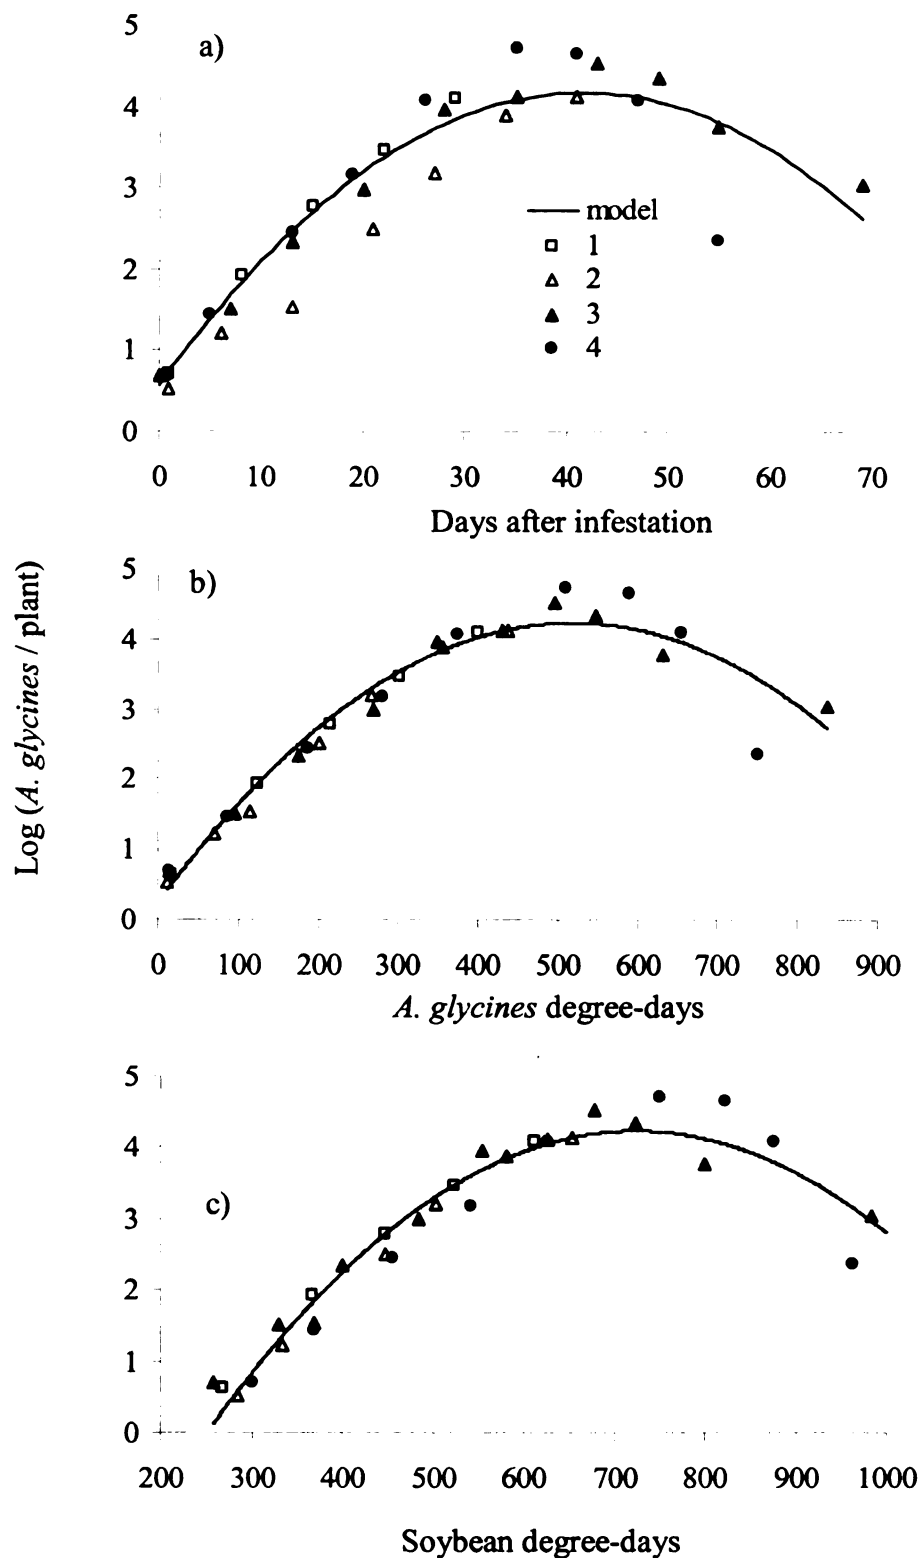 a)
5
4
3
2
1
0
model
1
2
3
4
0 10 20 30 40 50 60 70
Days after infestation
Log (A. glycines / plant)
b)
5
4
3
2
1
0
0 100 200 300 400 500 600 700 800 900
A. glycines degree-days
c)
5
4
3
2
1
0
200 300 400 500 600 700 800 900 1000
Soybean degree-days